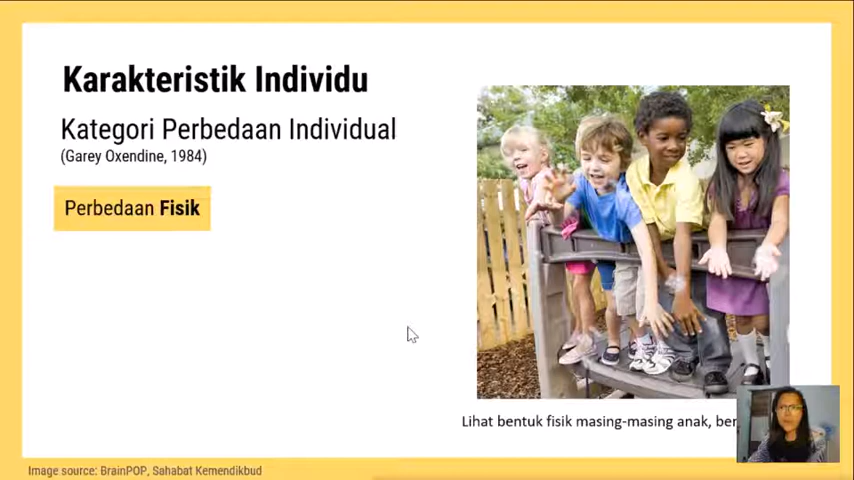 Karakteristik Individu
Kategori Perbedaan Individual
(Garey Oxendine, 1984)
Perbedaan Fisik
Lihat bentuk fisik masing-masing anak,
Image source: BrainPOP, Sahabat Kemendikbud